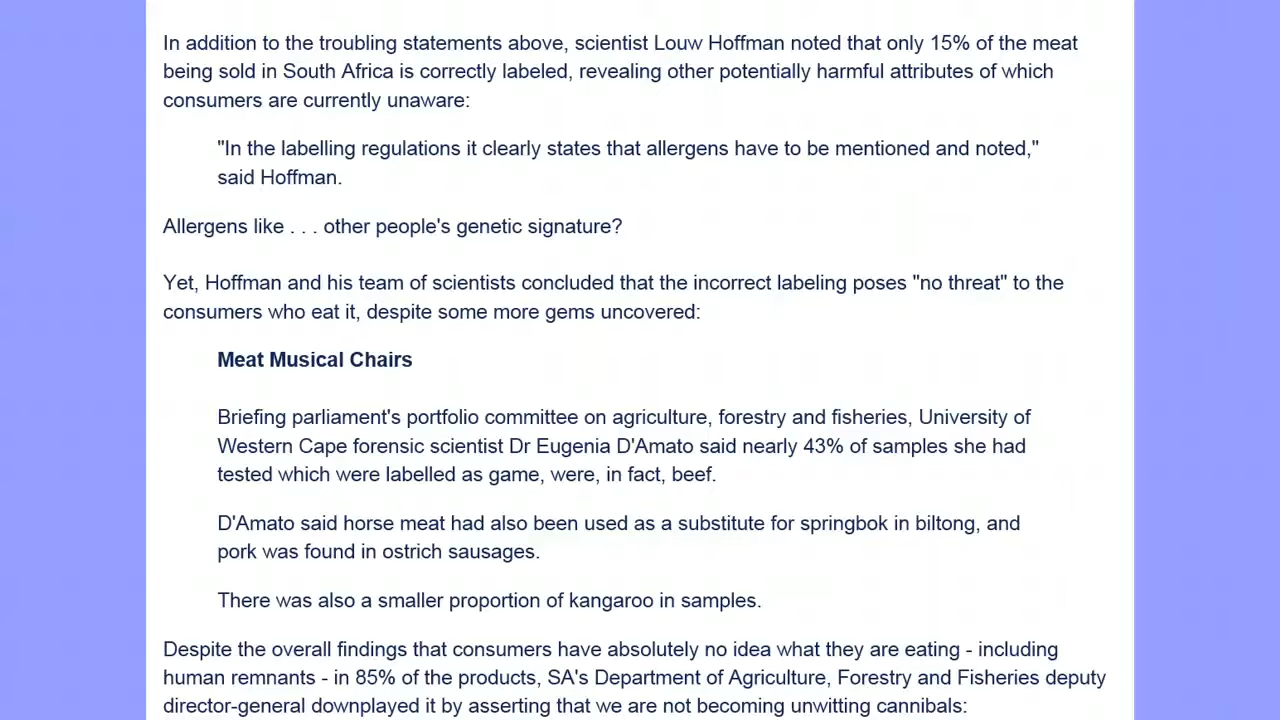 In addition to the troubling statements above, scientist Louw Hoffman noted that only 15% of the meat
being sold in South Africa is correctly labeled, revealing other potentially harmful attributes of which
consumers are currently unaware:
"In the labelling regulations it clearly states that allergens have to be mentioned and noted,"
said Hoffman.
Allergens like . . . other people's genetic signature?
Yet, Hoffman and his team of scientists concluded that the incorrect labeling poses "no threat" to the
consumers who eat it, despite some more gems uncovered:
Meat Musical Chairs
Briefing parliament's portfolio committee on agriculture, forestry and fisheries, University of
Western Cape forensic scientist Dr Eugenia D'Amato said nearly 43% of samples she had
tested which were labelled as game, were, in fact, beef.
D'Amato said horse meat had also been used as a substitute for springbok in biltong, and
pork was found in ostrich sausages.
There was also a smaller proportion of kangaroo in samples.
Despite the overall findings that consumers have absolutely no idea what they are eating - including
human remnants - in 85% of the products, SA's Department of Agriculture, Forestry and Fisheries deputy
director-general downplayed it by asserting that we are not becoming unwitting cannibals: